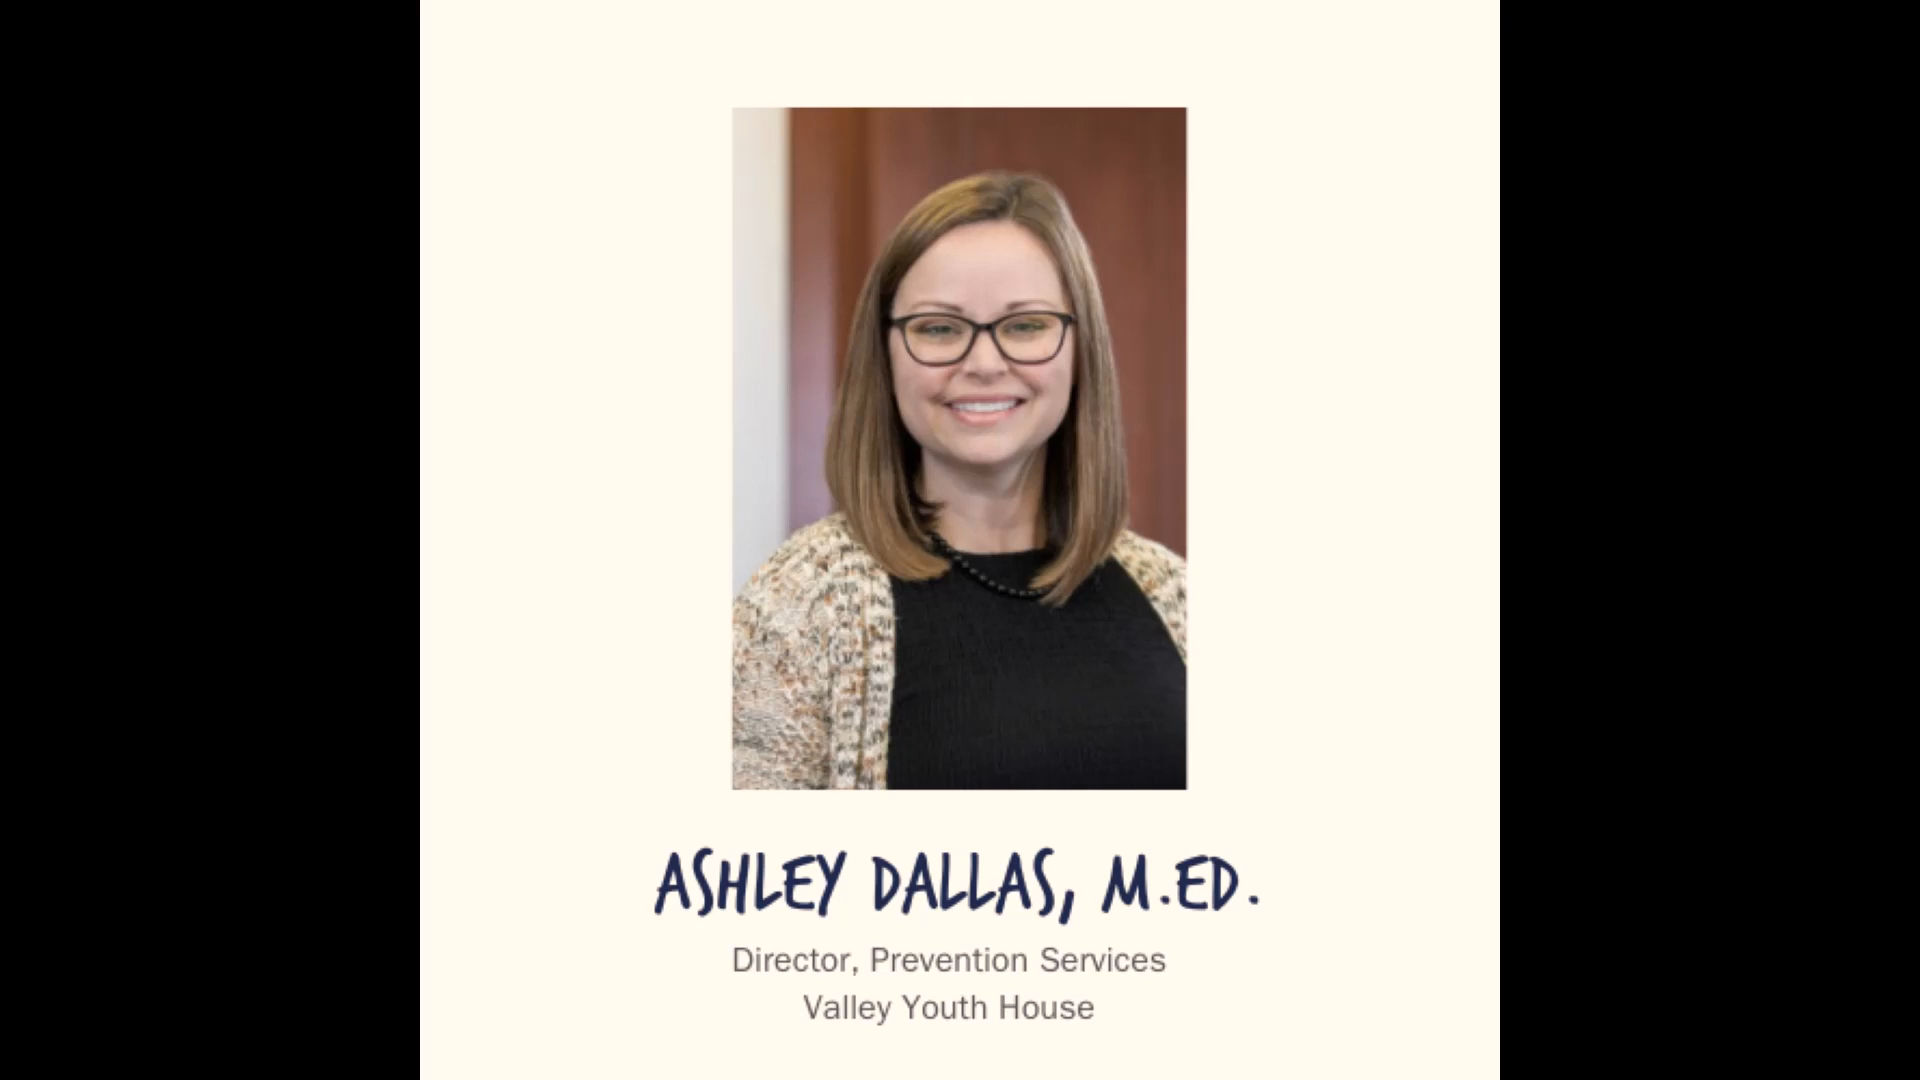 ASHLEY DALLAS, M.ED.
Director, Prevention Services
Valley Youth House